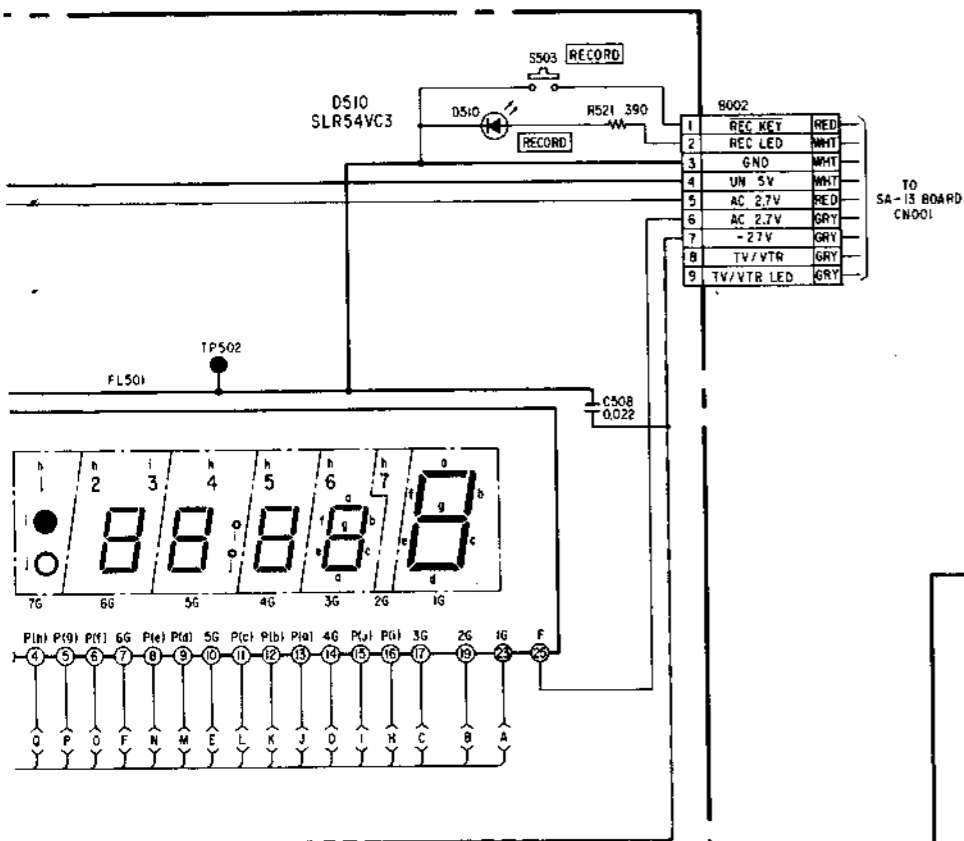 S503 RECORD
D510
SLR54VC3
D510
R521 390
RECORD
8002
1 REC KEY RED
2 REC LED WHT
3 GND WHT
4 UN 5V WHT
5 AC 2.7V RED
6 AC 2.7V GRY
7 -27V GRY
8 TV/VTR GRY
9 TV/VTR LED GRY
TO
SA-13 BOARD
CN001
TP502
FL501
C508
0.022
h h i h h h h a
1 2 3 4 5 6 7
a
f b
g
e c
d
f g b
e c
a
i
j
i
j
7G 6G 5G 4G 3G 2G 1G
P(h) P(g) P(f) 6G P(e) P(d) 5G P(c) P(b) P(a) 4G P(j) P(i) 3G 2G 1G F
4 5 6 7 8 9 10 11 12 13 14 15 16 17 19 23 25
Q P O F N M E L K J D I H C B A